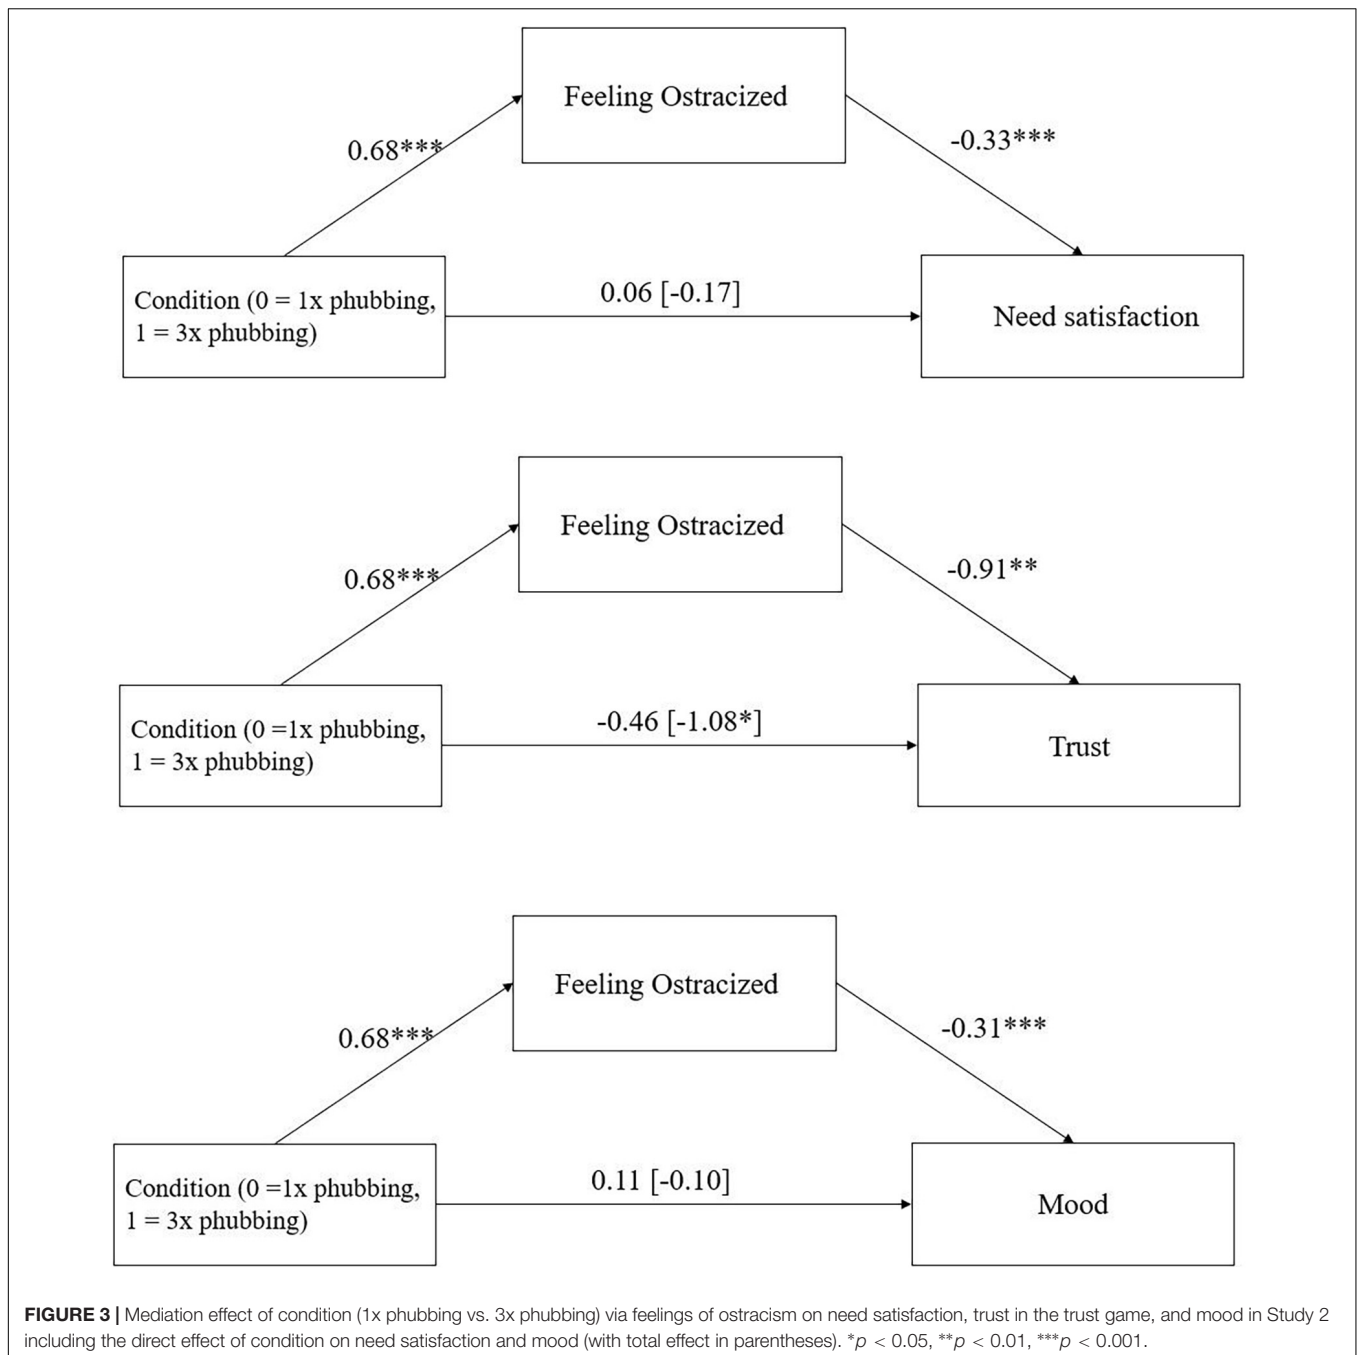 Feeling Ostracized
0.68***
-0.33***
Condition (0 = 1x phubbing,
1 = 3x phubbing)
0.06 [-0.17]
Need satisfaction
Feeling Ostracized
0.68***
-0.91**
Condition (0 =1x phubbing,
1 = 3x phubbing)
-0.46 [-1.08*]
Trust
Feeling Ostracized
0.68***
-0.31***
Condition (0 =1x phubbing,
1 = 3x phubbing)
0.11 [-0.10]
Mood
FIGURE 3 | Mediation effect of condition (1x phubbing vs. 3x phubbing) via feelings of ostracism on need satisfaction, trust in the trust game, and mood in Study 2
including the direct effect of condition on need satisfaction and mood (with total effect in parentheses). *p < 0.05, **p < 0.01, ***p < 0.001.